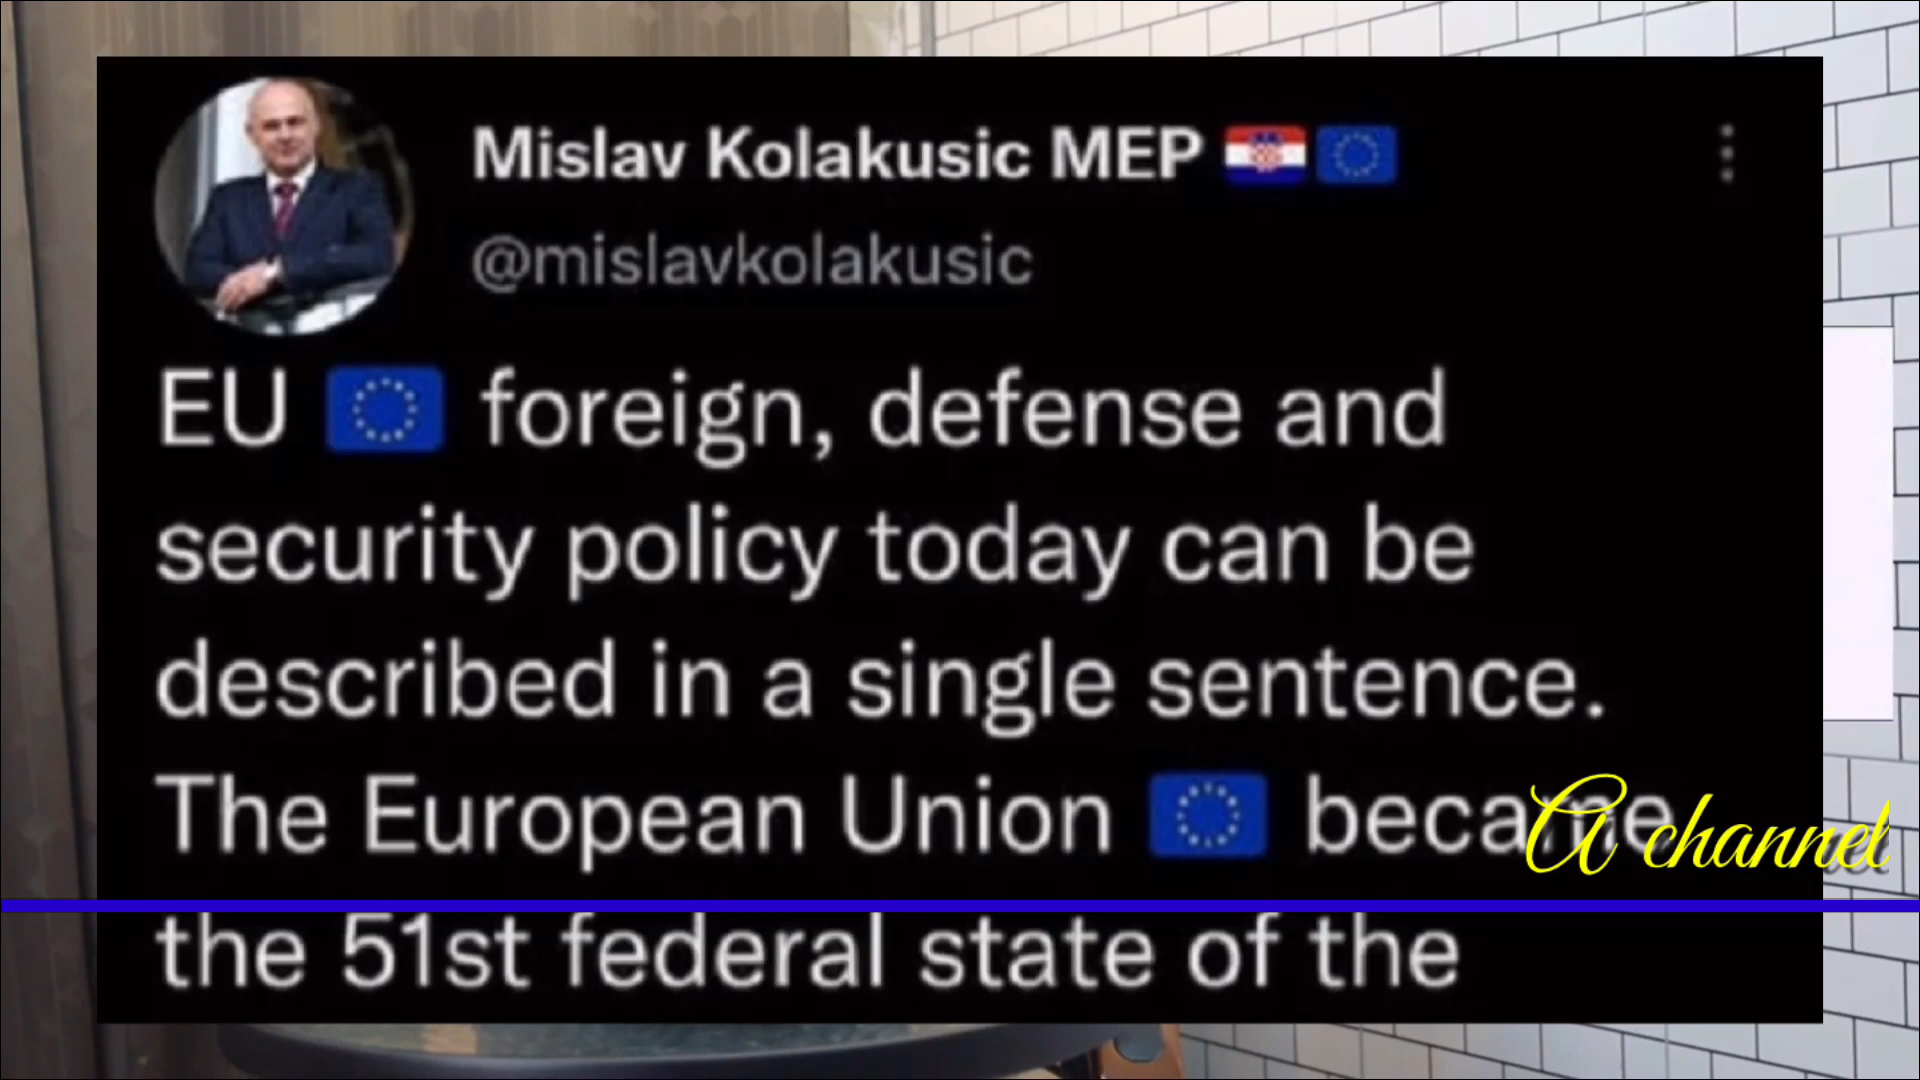 Mislav Kolakusic MEP 🇭🇷🇪🇺
@mislavkolakusic
EU 🇪🇺 foreign, defense and
security policy today can be
described in a single sentence.
The European Union 🇪🇺 became
A channel
the 51st federal state of the